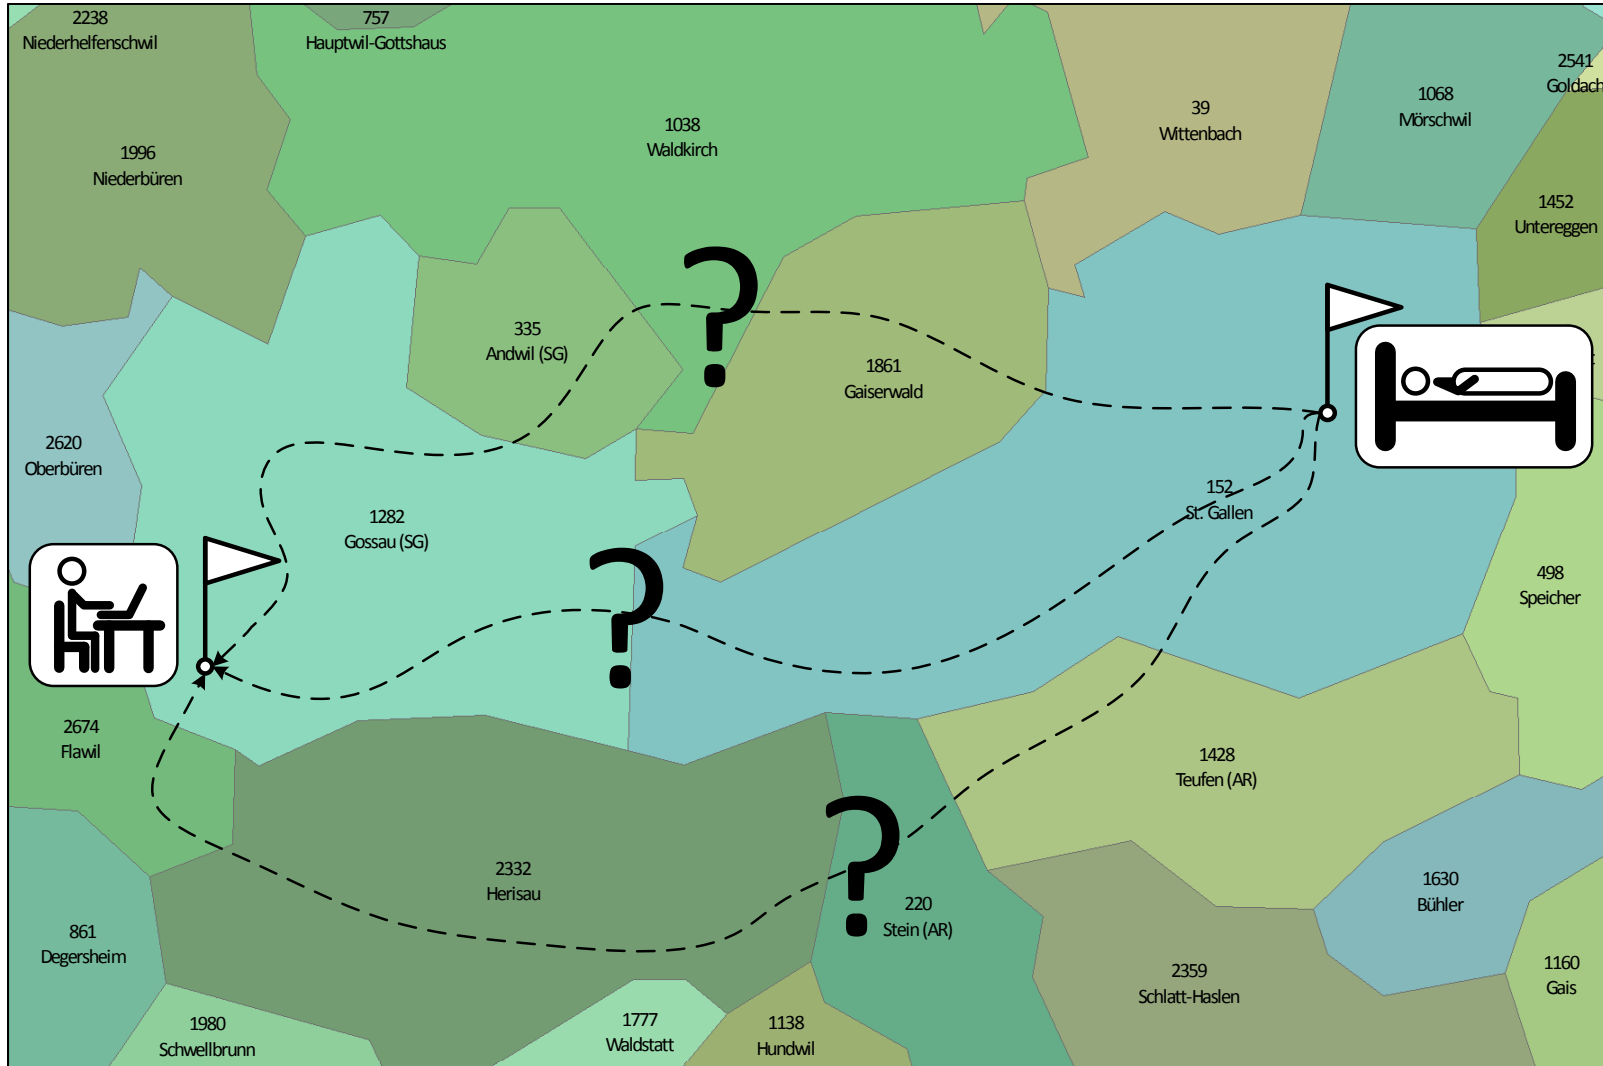 2238
Niederhelfenschwil
757
Hauptwil-Gottshaus
2541
Goldach
1068
Mörschwil
39
Wittenbach
1038
Waldkirch
1996
Niederbüren
1452
Untereggen
335
Andwil (SG)
1861
Gaiserwald
2620
Oberbüren
152
St. Gallen
1282
Gossau (SG)
498
Speicher
?
?
?
2674
Flawil
1428
Teufen (AR)
2332
Herisau
1630
Bühler
220
Stein (AR)
861
Degersheim
2359
Schlatt-Haslen
1160
Gais
1980
Schwellbrunn
1777
Waldstatt
1138
Hundwil